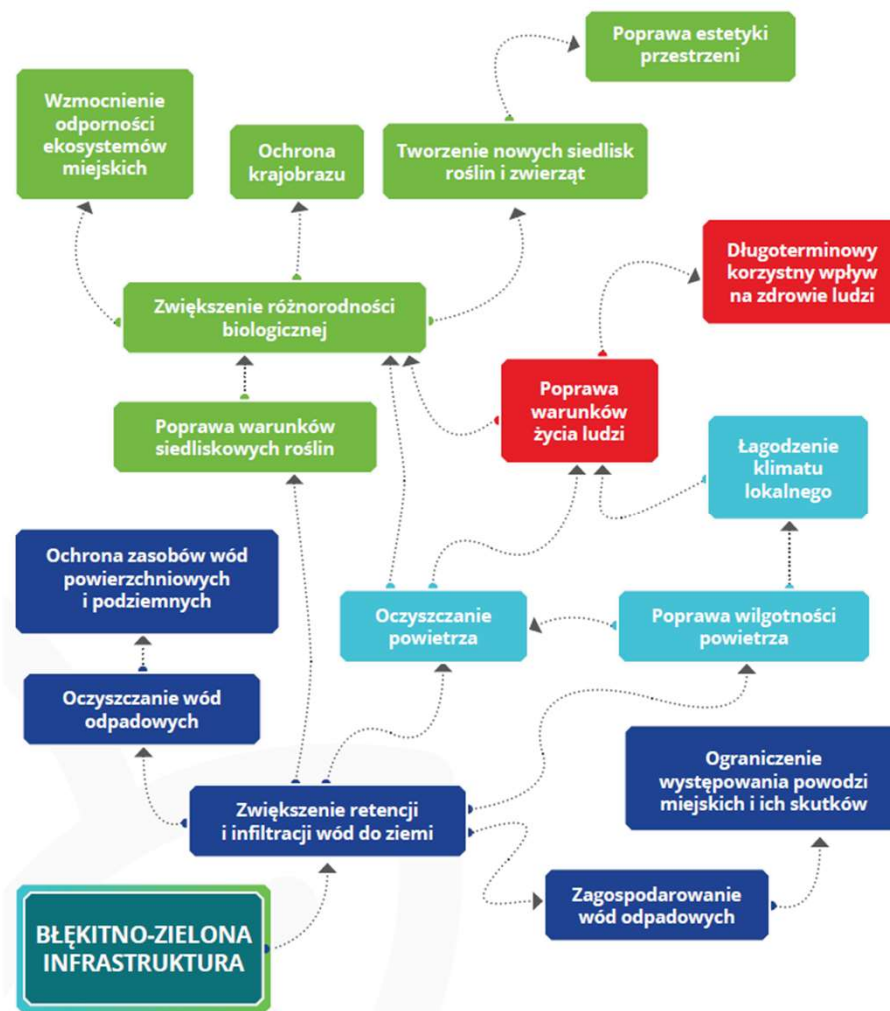 Poprawa estetyki
przestrzeni
Wzmocnienie
odporności
ekosystemów
miejskich
Ochrona
krajobrazu
Tworzenie nowych siedlisk
roślin i zwierząt
Długoterminowy
korzystny wpływ
na zdrowie ludzi
Zwiększenie różnorodności
biologicznej
Poprawa
warunków
życia ludzi
Poprawa warunków
siedliskowych roślin
Łagodzenie
klimatu
lokalnego
Ochrona zasobów wód
powierzchniowych
i podziemnych
Oczyszczanie
powietrza
Poprawa wilgotności
powietrza
Oczyszczanie wód
odpadowych
Ograniczenie
występowania powodzi
miejskich i ich skutków
Zwiększenie retencji
i infiltracji wód do ziemi
Zagospodarowanie
wód odpadowych
BŁĘKITNO-ZIELONA
INFRASTRUKTURA